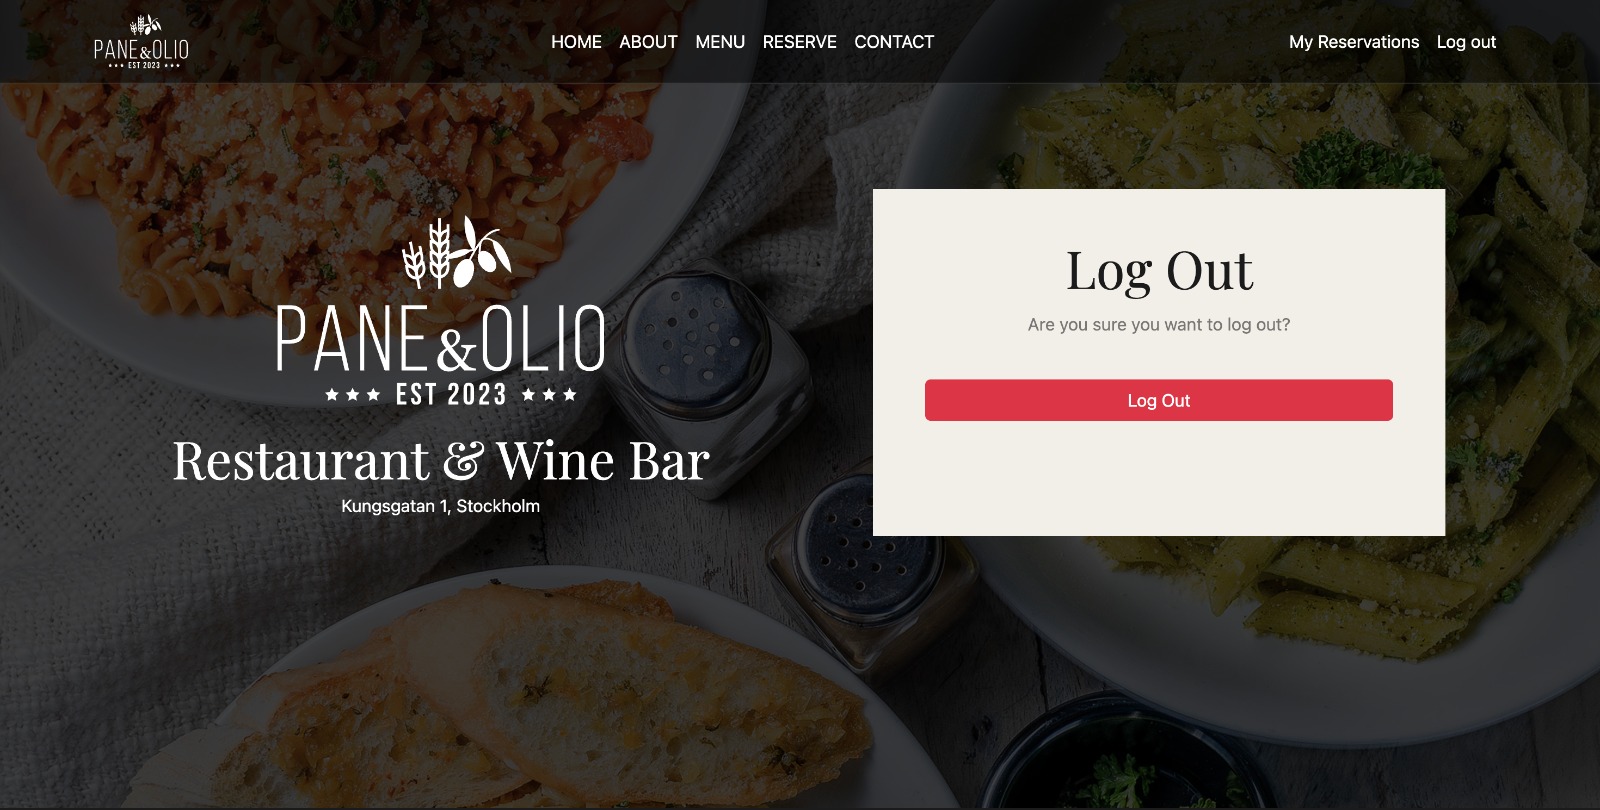 PANE&OLIO
EST 2023
HOME ABOUT MENU RESERVE CONTACT
My Reservations Log out
PANE&OLIO
EST 2023
Restaurant & Wine Bar
Kungsgatan 1, Stockholm
Log Out
Are you sure you want to log out?
Log Out